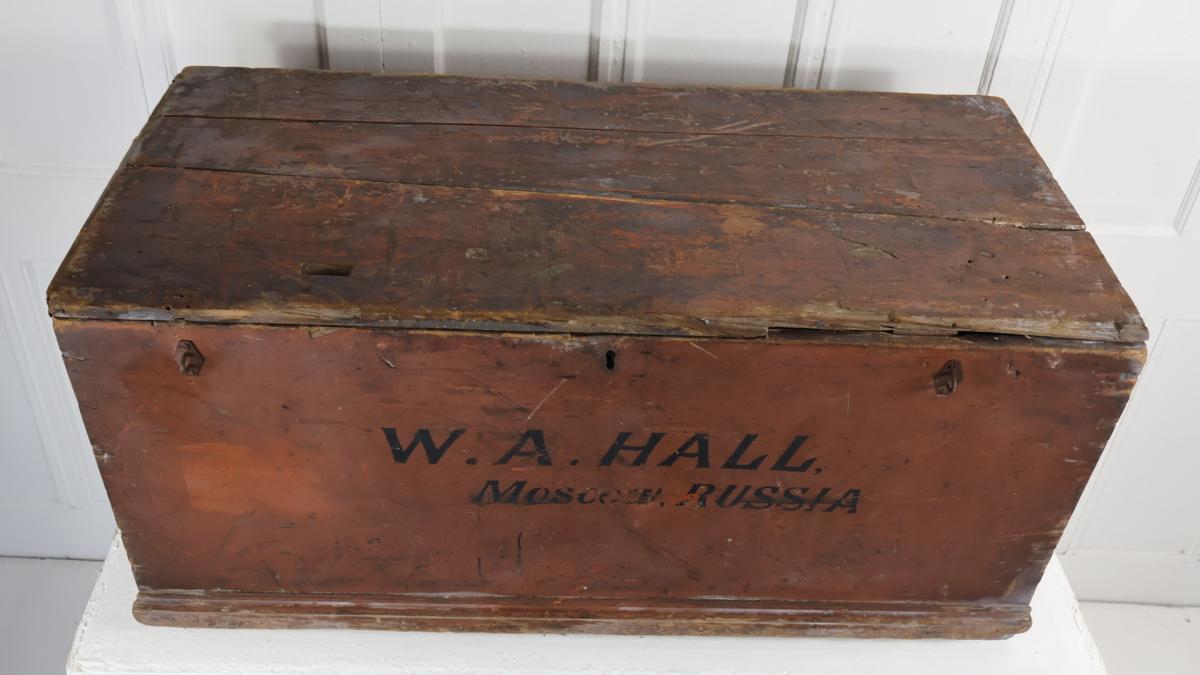 W. A. HALL,
Moscow, RUSSIA